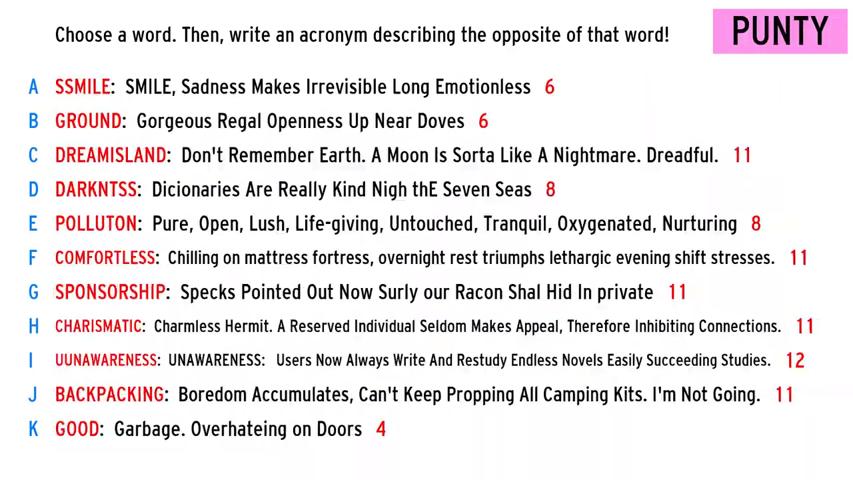 Choose a word. Then, write an acronym describing the opposite of that word!
PUNTY
A SSMILE: SMILE, Sadness Makes Irrevisible Long Emotionless 6
B GROUND: Gorgeous Regal Openness Up Near Doves 6
C DREAMISLAND: Don't Remember Earth. A Moon Is Sorta Like A Nightmare. Dreadful. 11
D DARKNTSS: Dicionaries Are Really Kind Nigh thE Seven Seas 8
E POLLUTON: Pure, Open, Lush, Life-giving, Untouched, Tranquil, Oxygenated, Nurturing 8
F COMFORTLESS: Chilling on mattress fortress, overnight rest triumphs lethargic evening shift stresses. 11
G SPONSORSHIP: Specks Pointed Out Now Surly our Racon Shal Hid In private 11
H CHARISMATIC: Charmless Hermit. A Reserved Individual Seldom Makes Appeal, Therefore Inhibiting Connections. 11
I UUNAWARENESS: UNAWARENESS: Users Now Always Write And Restudy Endless Novels Easily Succeeding Studies. 12
J BACKPACKING: Boredom Accumulates, Can't Keep Propping All Camping Kits. I'm Not Going. 11
K GOOD: Garbage. Overhateing on Doors 4